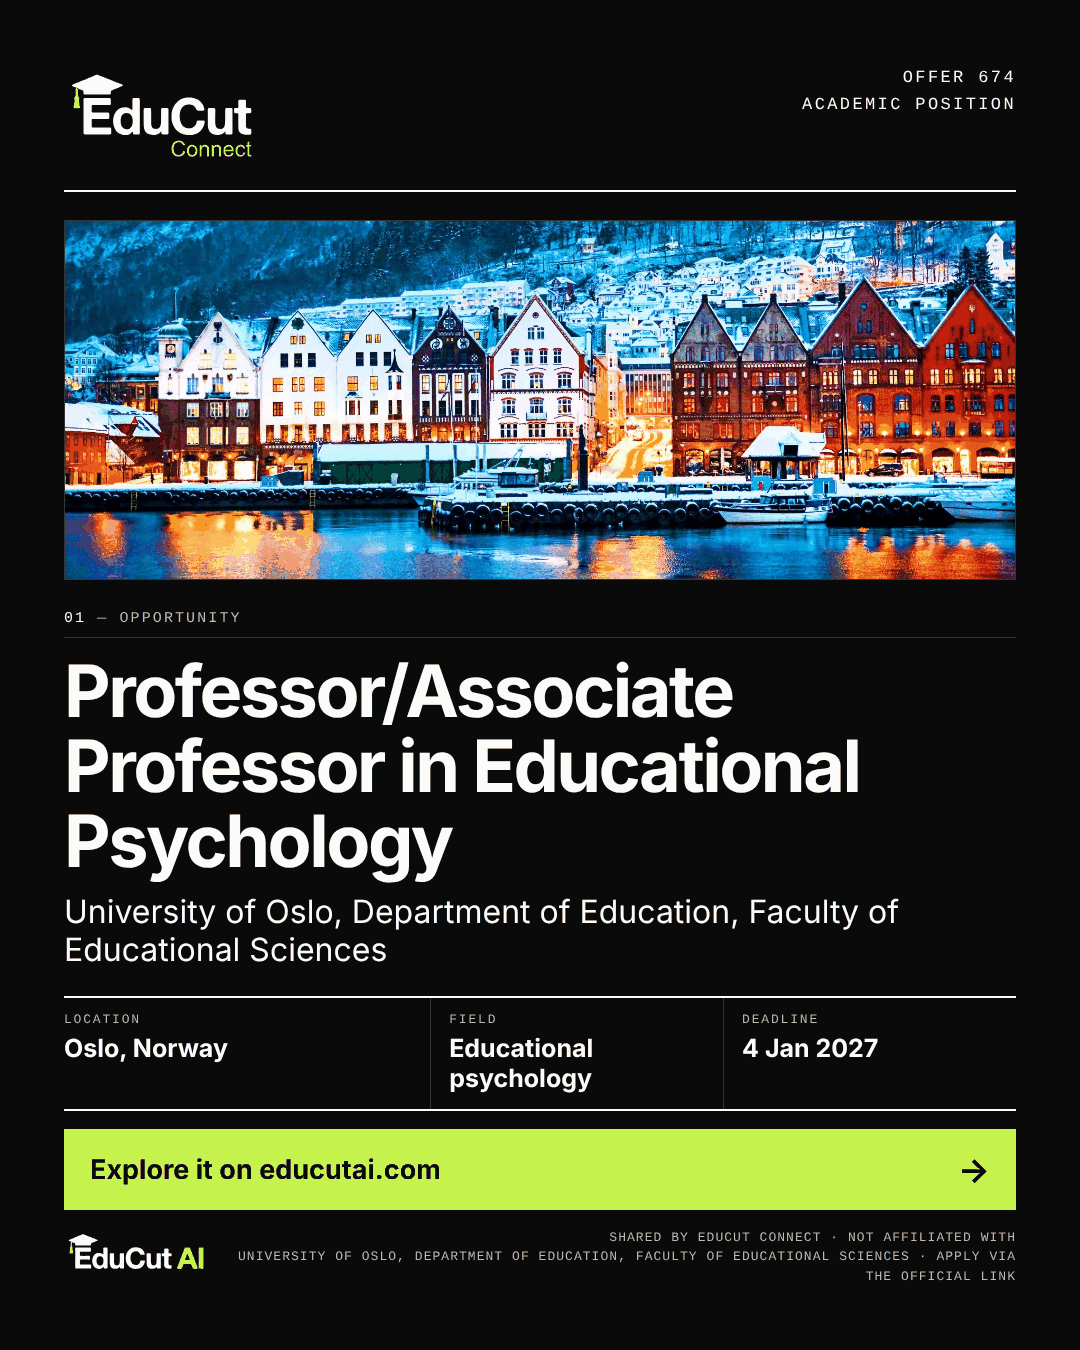 EduCut
Connect
OFFER 674
ACADEMIC POSITION
01 — OPPORTUNITY
Professor/Associate
Professor in Educational
Psychology
University of Oslo, Department of Education, Faculty of
Educational Sciences
LOCATION
Oslo, Norway
FIELD
Educational
psychology
DEADLINE
4 Jan 2027
Explore it on educutai.com →
EduCut AI
SHARED BY EDUCUT CONNECT · NOT AFFILIATED WITH
UNIVERSITY OF OSLO, DEPARTMENT OF EDUCATION, FACULTY OF EDUCATIONAL SCIENCES · APPLY VIA
THE OFFICIAL LINK